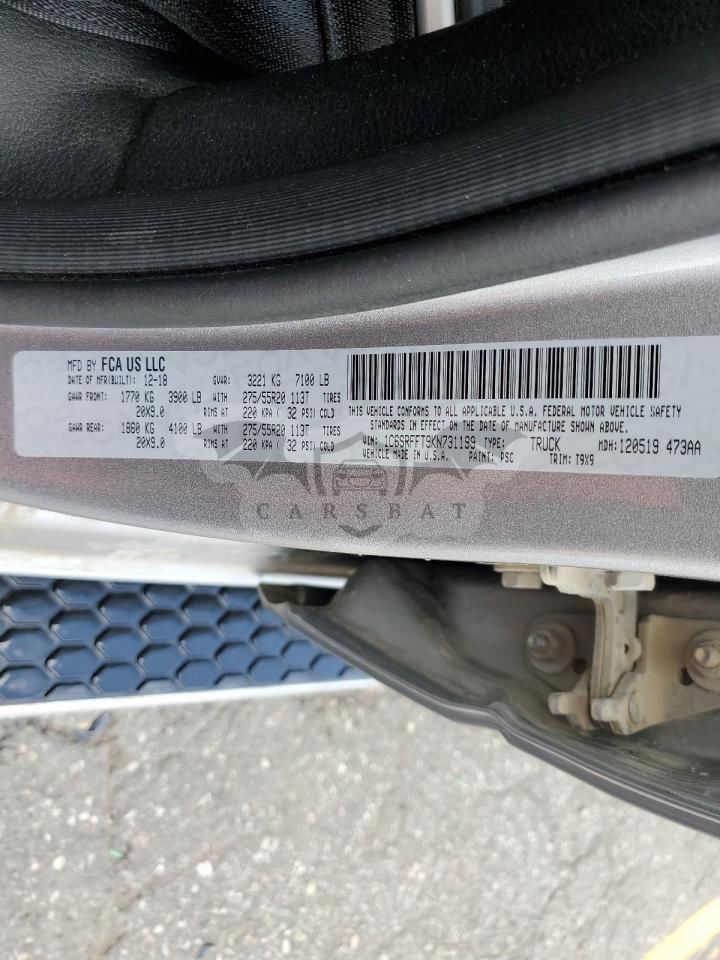 MFD BY FCA US LLC
DATE OF MFR(BUILT): 12-18 GVWR: 3221 KG 7100 LB
GAWR FRONT: 1770 KG 3900 LB WITH 275/55R20 113T TIRES
20X9.0 RIMS AT 220 KPA ( 32 PSI) COLD
GAWR REAR: 1860 KG 4100 LB WITH 275/55R20 113T TIRES
20X9.0 RIMS AT 220 KPA ( 32 PSI) COLD
THIS VEHICLE CONFORMS TO ALL APPLICABLE U.S.A. FEDERAL MOTOR VEHICLE SAFETY
STANDARDS IN EFFECT ON THE DATE OF MANUFACTURE SHOWN ABOVE.
VIN: 1C6SRFFT9KN731189 TYPE: TRUCK MDH: 120519 473AA
VEHICLE MADE IN U.S.A. PAINT: PSC TRIM: T9X9
CARSBAT